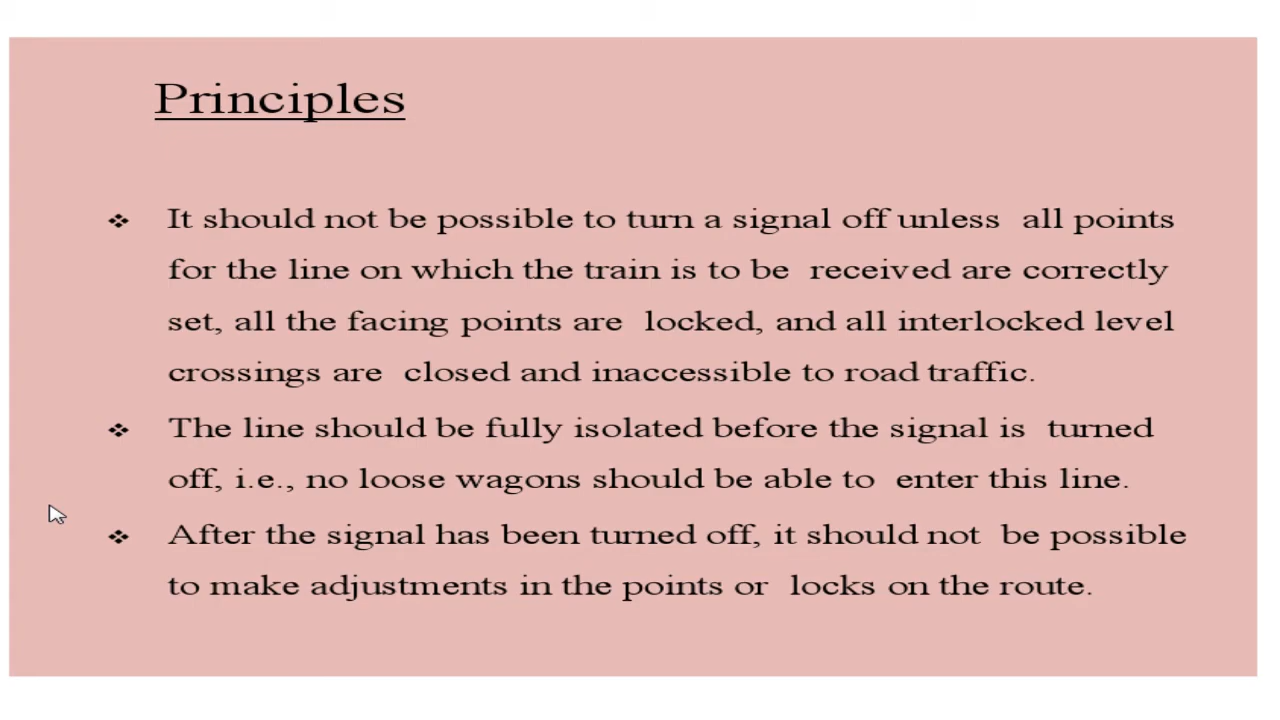 Principles
❖ It should not be possible to turn a signal off unless all points
for the line on which the train is to be received are correctly
set, all the facing points are locked, and all interlocked level
crossings are closed and inaccessible to road traffic.
❖ The line should be fully isolated before the signal is turned
off, i.e., no loose wagons should be able to enter this line.
❖ After the signal has been turned off, it should not be possible
to make adjustments in the points or locks on the route.